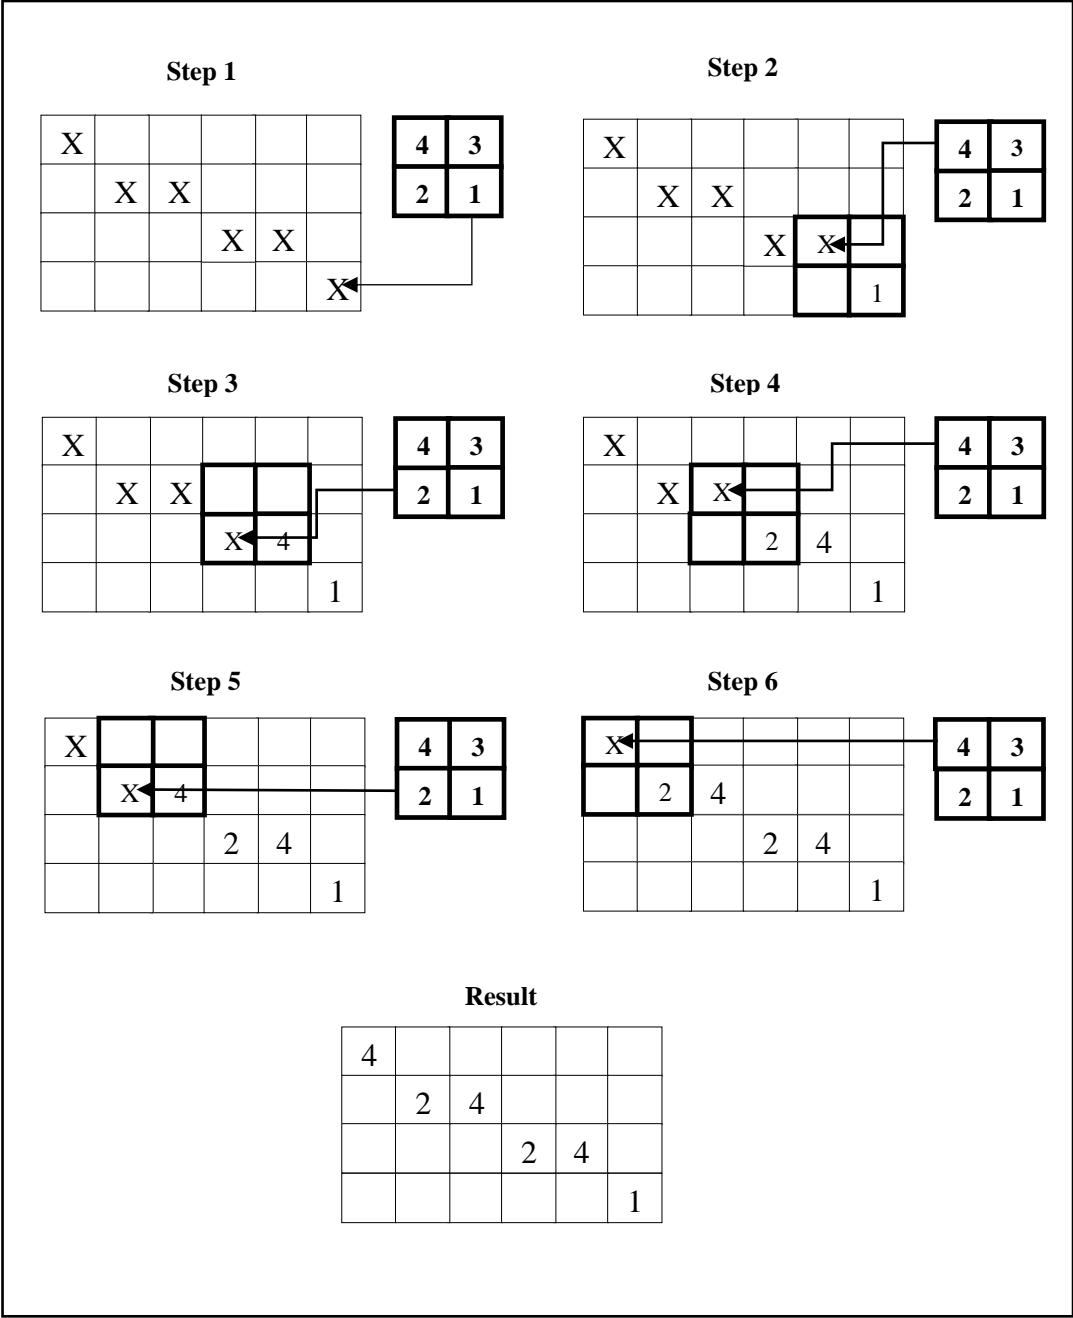 Step 1 Step 2
X 4 3 X 4 3
X X 2 1 X X 2 1
X X X X
X 1
Step 3 Step 4
X 4 3 X 4 3
X X 2 1 X X 2 1
X 4 2 4
1 1
Step 5 Step 6
X 4 3 X 4 3
X 4 2 1 2 4 2 1
2 4 2 4
1 1
Result
4
2 4
2 4
1